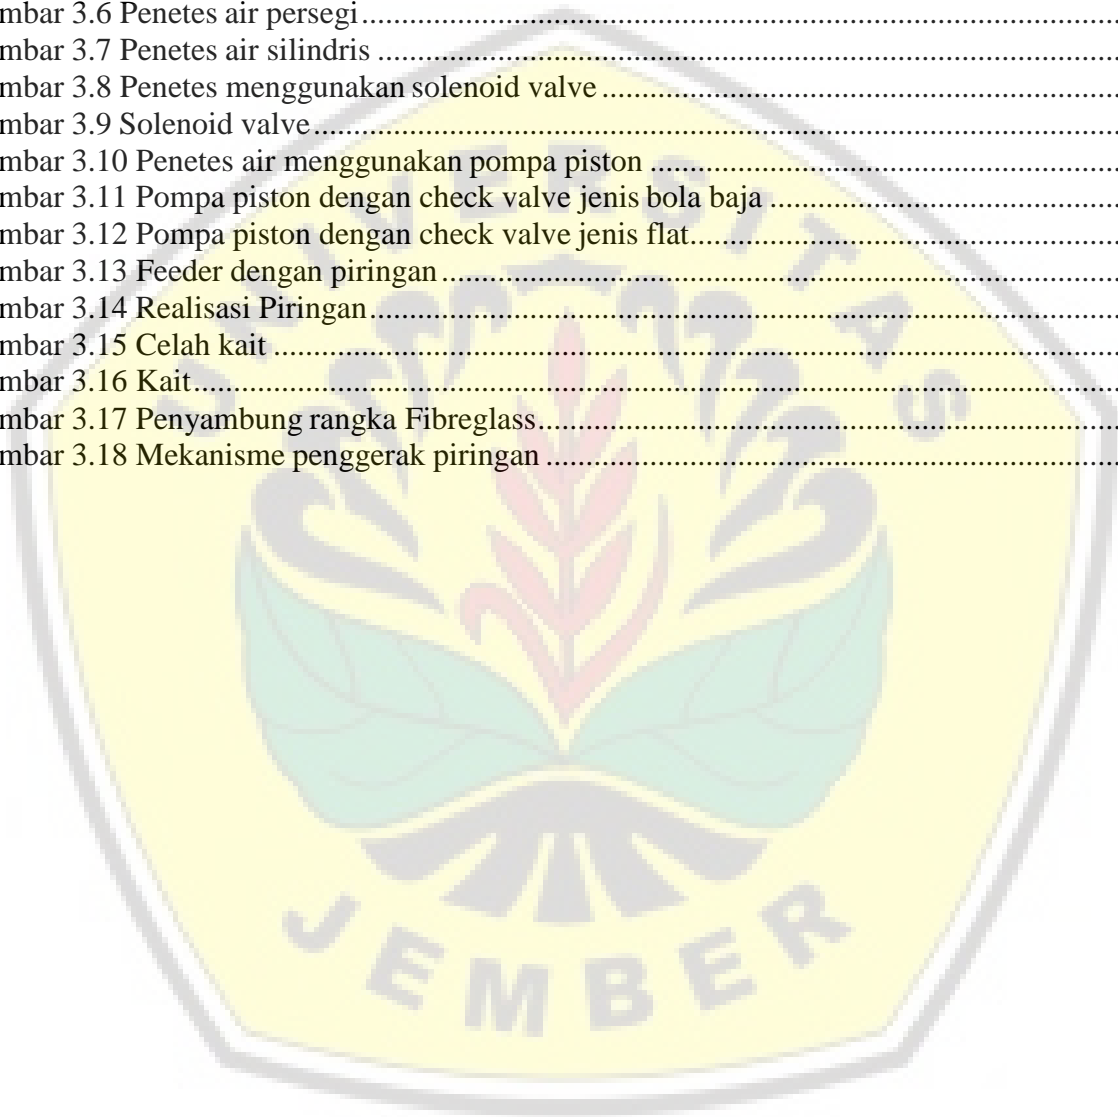 mbar 3.6 Penetes air persegi
mbar 3.7 Penetes air silindris
mbar 3.8 Penetes menggunakan solenoid valve
mbar 3.9 Solenoid valve
mbar 3.10 Penetes air menggunakan pompa piston
mbar 3.11 Pompa piston dengan check valve jenis bola baja
mbar 3.12 Pompa piston dengan check valve jenis flat
mbar 3.13 Feeder dengan piringan
mbar 3.14 Realisasi Piringan
mbar 3.15 Celah kait
mbar 3.16 Kait
mbar 3.17 Penyambung rangka Fibreglass
mbar 3.18 Mekanisme penggerak piringan
UNIVERSITAS
JEMBER